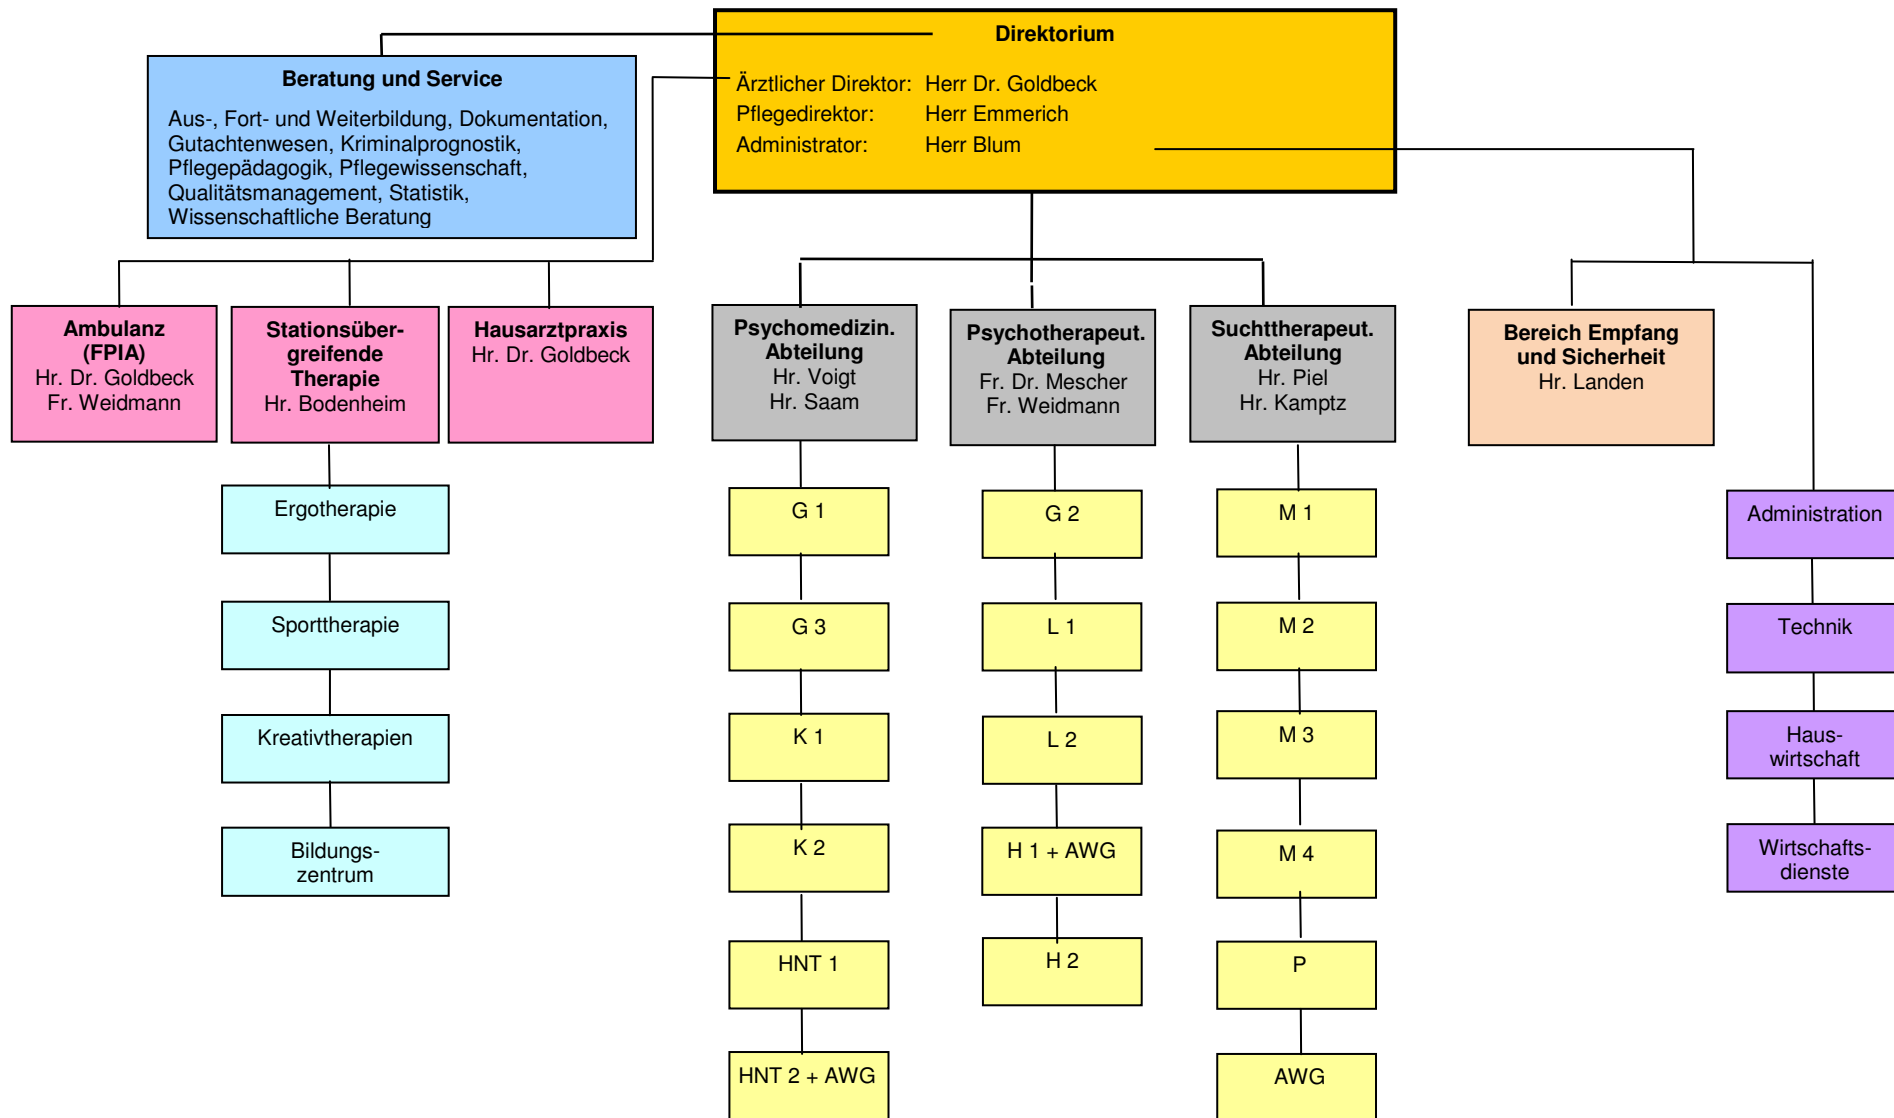 Direktorium
Ärztlicher Direktor: Herr Dr. Goldbeck
Pflegedirektor: Herr Emmerich
Administrator: Herr Blum
Beratung und Service
Aus-, Fort- und Weiterbildung, Dokumentation,
Gutachtenwesen, Kriminalprognostik,
Pflegepädagogik, Pflegewissenschaft,
Qualitätsmanagement, Statistik,
Wissenschaftliche Beratung
Ambulanz
(FPIA)
Hr. Dr. Goldbeck
Fr. Weidmann
Stationsüber-
greifende
Therapie
Hr. Bodenheim
Hausarztpraxis
Hr. Dr. Goldbeck
Psychomedizin.
Abteilung
Hr. Voigt
Hr. Saam
Psychotherapeut.
Abteilung
Fr. Dr. Mescher
Fr. Weidmann
Suchttherapeut.
Abteilung
Hr. Piel
Hr. Kamptz
Bereich Empfang
und Sicherheit
Hr. Landen
Ergotherapie
Sporttherapie
Kreativtherapien
Bildungs-
zentrum
G 1
G 3
K 1
K 2
HNT 1
HNT 2 + AWG
G 2
L 1
L 2
H 1 + AWG
H 2
M 1
M 2
M 3
M 4
P
AWG
Administration
Technik
Haus-
wirtschaft
Wirtschafts-
dienste